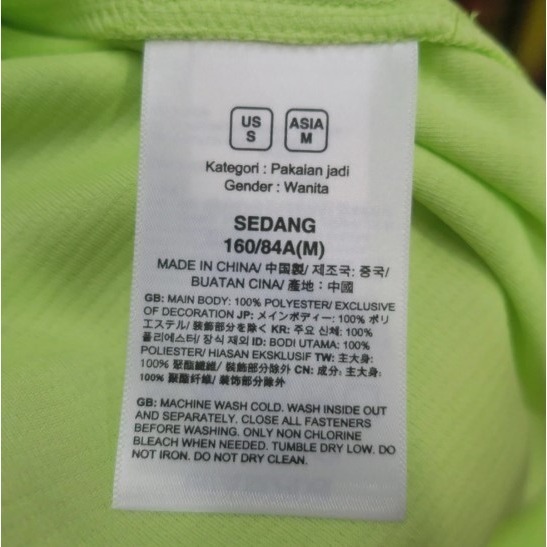 US
S
ASIA
M
Kategori : Pakaian jadi
Gender : Wanita
SEDANG
160/84A(M)
MADE IN CHINA/ 中国製/ 제조국: 중국/
BUATAN CINA/ 產地：中國
GB: MAIN BODY: 100% POLYESTER/ EXCLUSIVE
OF DECORATION JP: メインボディー: 100% ポリ
エステル/ 装飾部分を除く KR: 주요 신체: 100%
폴리에스터/ 장식 제외 ID: BODI UTAMA: 100%
POLIESTER/ HIASAN EKSKLUSIF TW: 主大身:
100% 聚酯纖維/ 裝飾部分除外 CN: 成分: 主大身:
100% 聚酯纤维/ 装饰部分除外
GB: MACHINE WASH COLD. WASH INSIDE OUT
AND SEPARATELY. CLOSE ALL FASTENERS
BEFORE WASHING. ONLY NON CHLORINE
BLEACH WHEN NEEDED. TUMBLE DRY LOW. DO
NOT IRON. DO NOT DRY CLEAN.